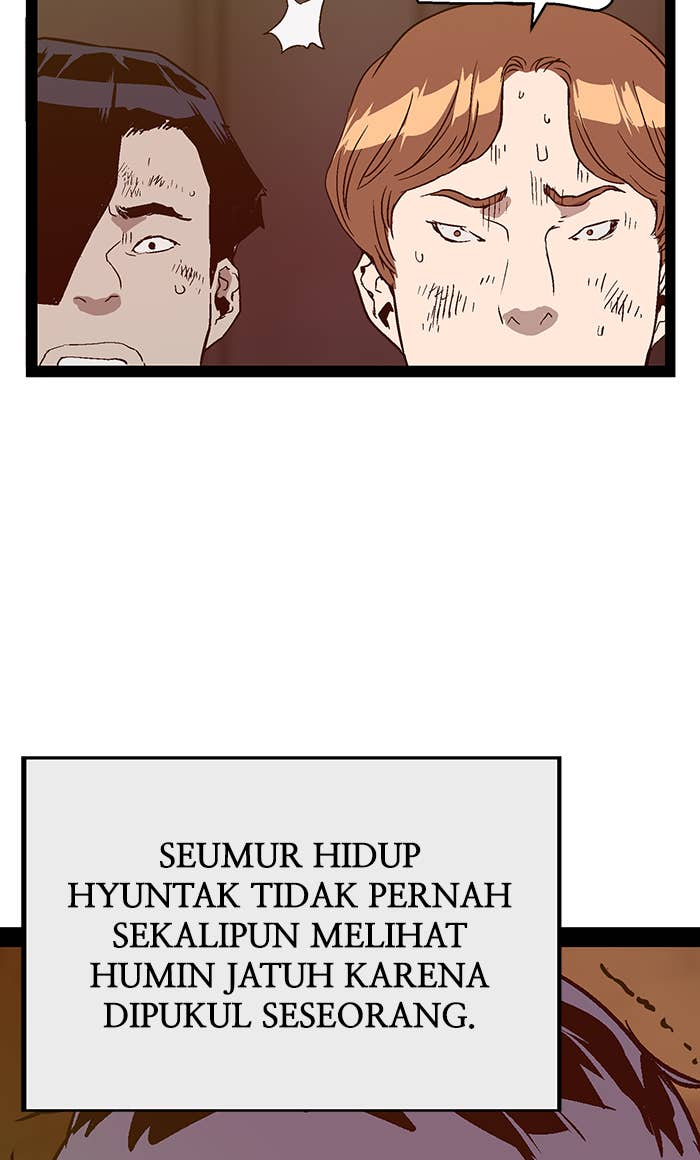 SEUMUR HIDUP
HYUNTAK TIDAK PERNAH
SEKALIPUN MELIHAT
HUMIN JATUH KARENA
DIPUKUL SESEORANG.